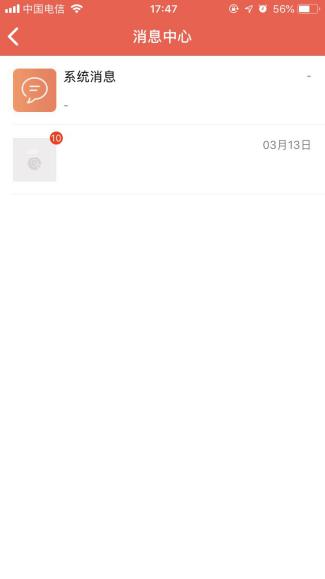 中国电信 17:47 56%
消息中心
系统消息 -
-
10 03月13日